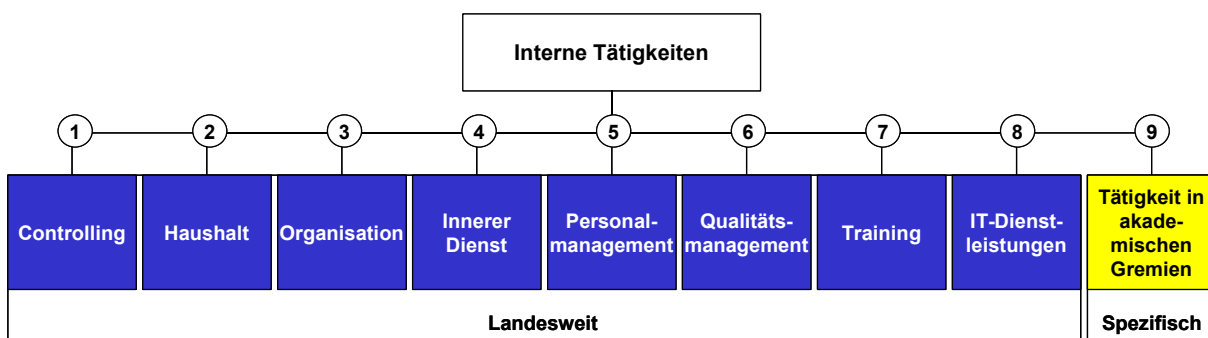 Interne Tätigkeiten
1 2 3 4 5 6 7 8 9
Controlling
Haushalt
Organisation
Innerer
Dienst
Personal-
management
Qualitäts-
management
Training
IT-Dienst-
leistungen
Tätigkeit in
akade-
mischen
Gremien
Landesweit
Spezifisch